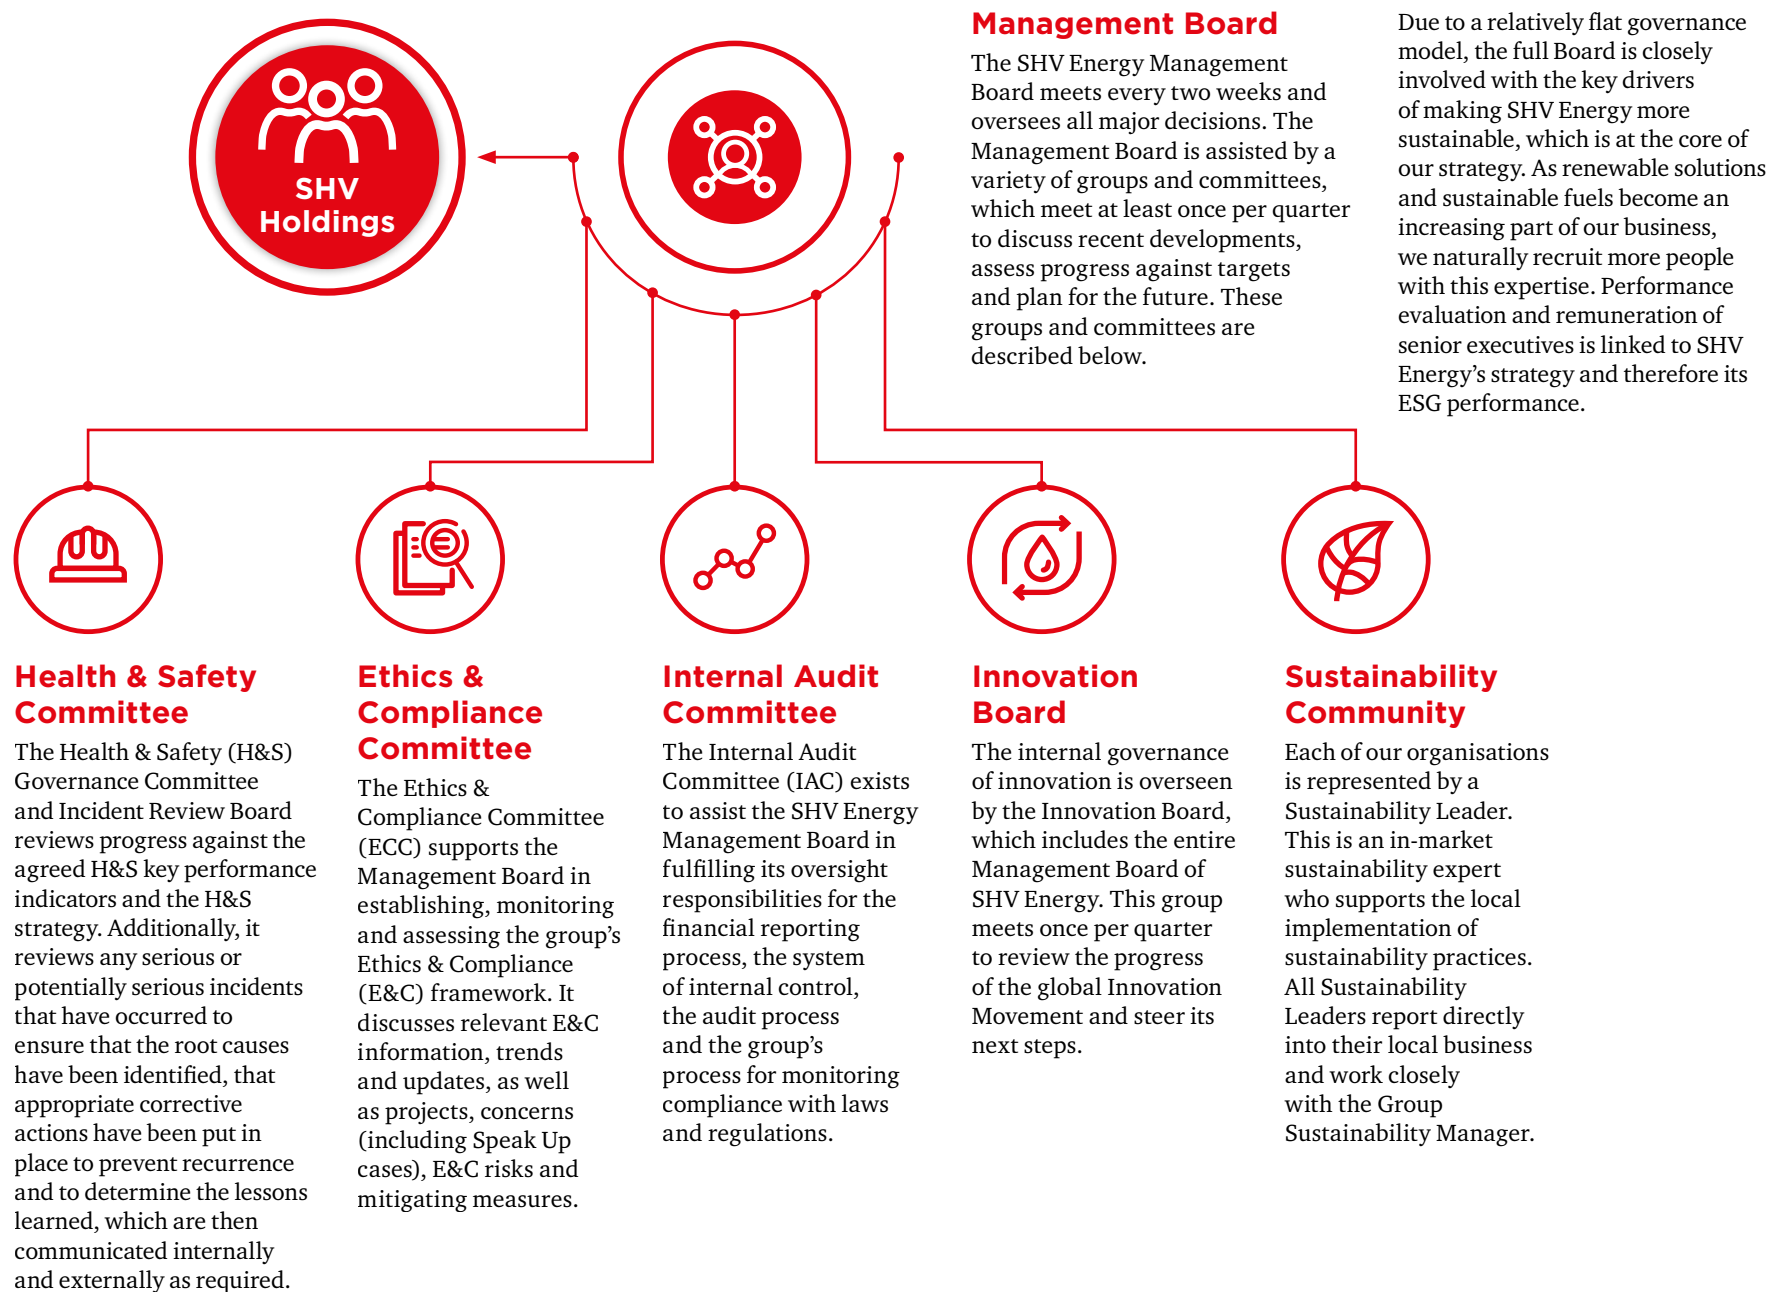 SHV
Holdings
Management Board
The SHV Energy Management
Board meets every two weeks and
oversees all major decisions. The
Management Board is assisted by a
variety of groups and committees,
which meet at least once per quarter
to discuss recent developments,
assess progress against targets
and plan for the future. These
groups and committees are
described below.
Due to a relatively flat governance
model, the full Board is closely
involved with the key drivers
of making SHV Energy more
sustainable, which is at the core of
our strategy. As renewable solutions
and sustainable fuels become an
increasing part of our business,
we naturally recruit more people
with this expertise. Performance
evaluation and remuneration of
senior executives is linked to SHV
Energy’s strategy and therefore its
ESG performance.
Health & Safety
Committee
The Health & Safety (H&S)
Governance Committee
and Incident Review Board
reviews progress against the
agreed H&S key performance
indicators and the H&S
strategy. Additionally, it
reviews any serious or
potentially serious incidents
that have occurred to
ensure that the root causes
have been identified, that
appropriate corrective
actions have been put in
place to prevent recurrence
and to determine the lessons
learned, which are then
communicated internally
and externally as required.
Ethics &
Compliance
Committee
The Ethics &
Compliance Committee
(ECC) supports the
Management Board in
establishing, monitoring
and assessing the group’s
Ethics & Compliance
(E&C) framework. It
discusses relevant E&C
information, trends
and updates, as well
as projects, concerns
(including Speak Up
cases), E&C risks and
mitigating measures.
Internal Audit
Committee
The Internal Audit
Committee (IAC) exists
to assist the SHV Energy
Management Board in
fulfilling its oversight
responsibilities for the
financial reporting
process, the system
of internal control,
the audit process
and the group’s
process for monitoring
compliance with laws
and regulations.
Innovation
Board
The internal governance
of innovation is overseen
by the Innovation Board,
which includes the entire
Management Board of
SHV Energy. This group
meets once per quarter
to review the progress
of the global Innovation
Movement and steer its
next steps.
Sustainability
Community
Each of our organisations
is represented by a
Sustainability Leader.
This is an in-market
sustainability expert
who supports the local
implementation of
sustainability practices.
All Sustainability
Leaders report directly
into their local business
and work closely
with the Group
Sustainability Manager.